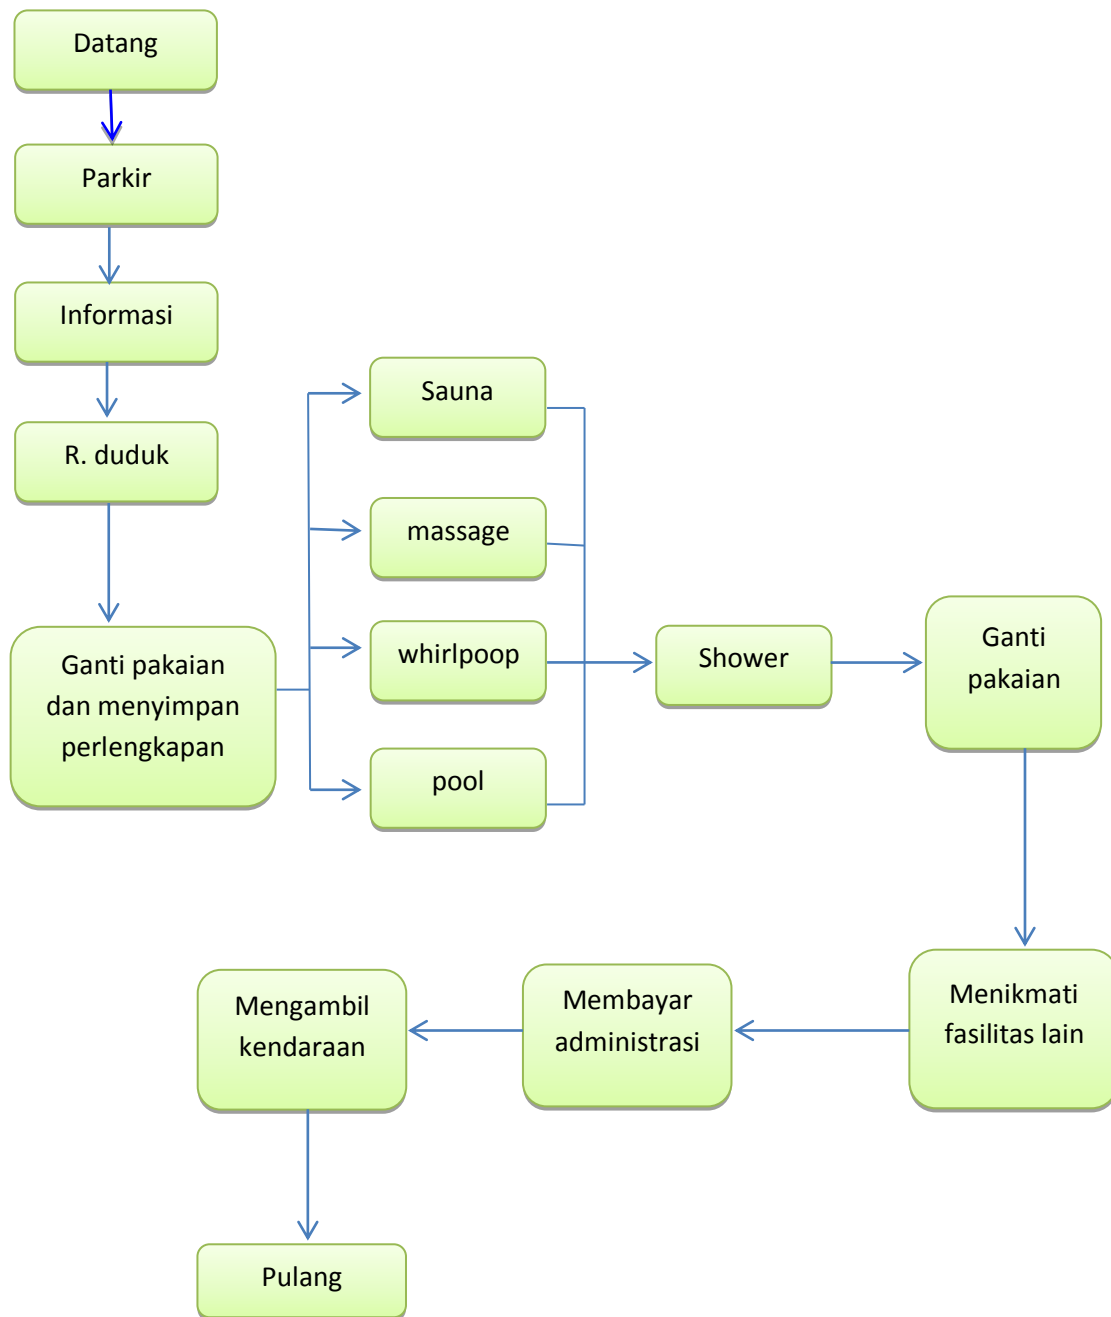 Datang
Parkir
Informasi
R. duduk
Ganti pakaian
dan menyimpan
perlengkapan
Sauna
massage
whirlpoop
pool
Shower
Ganti
pakaian
Menikmati
fasilitas lain
Membayar
administrasi
Mengambil
kendaraan
Pulang